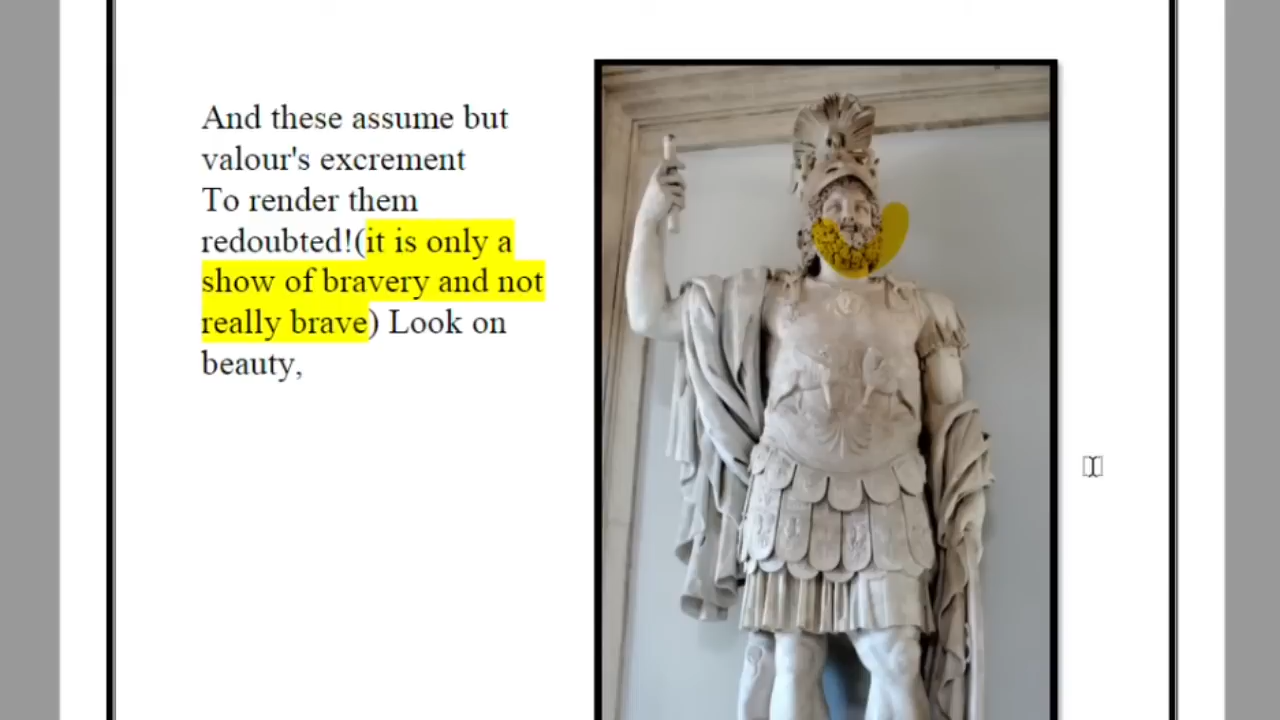 And these assume but
valour's excrement
To render them
redoubted!(it is only a
show of bravery and not
really brave) Look on
beauty,